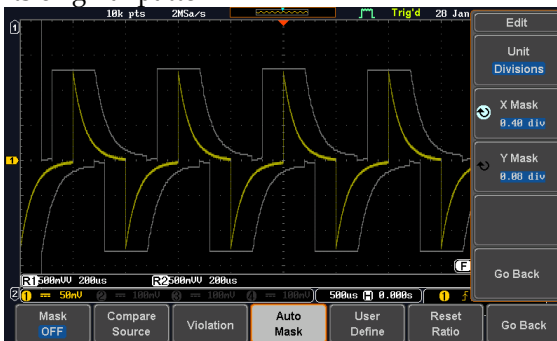 10k pts 2MSa/s Trig'd 28 Jan
Edit
1
Unit
Divisions
X Mask
0.40 div
1
Y Mask
0.08 div
F
Go Back
R1 500mVV 200us R2 500mVV 200us
2 1 50mV 2 100mV 3 100mV 4 100mV 500us H 0.000s 1
Mask
OFF
Compare
Source
Violation
Auto
Mask
User
Define
Reset
Ratio
Go Back